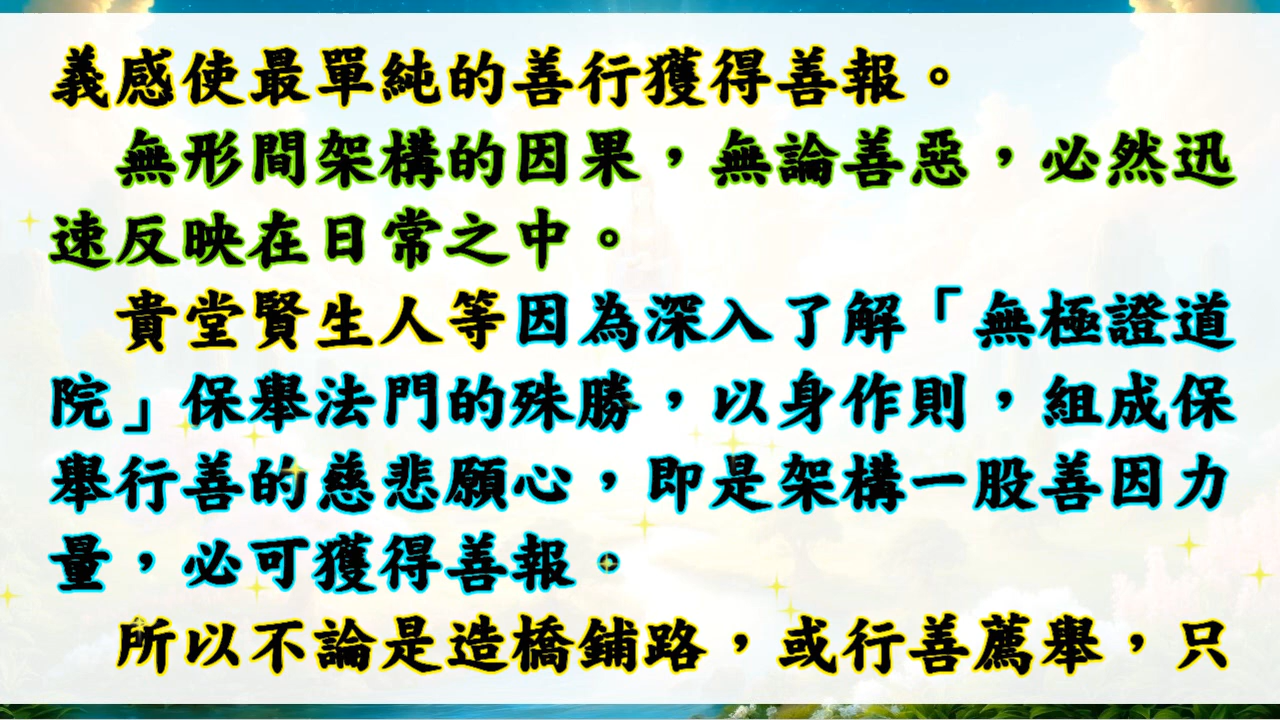 義感使最單純的善行獲得善報。
無形間架構的因果，無論善惡，必然迅
速反映在日常之中。
貴堂賢生人等因為深入了解「無極證道
院」保舉法門的殊勝，以身作則，組成保
舉行善的慈悲願心，即是架構一股善因力
量，必可獲得善報。
所以不論是造橋鋪路，或行善薦舉，只